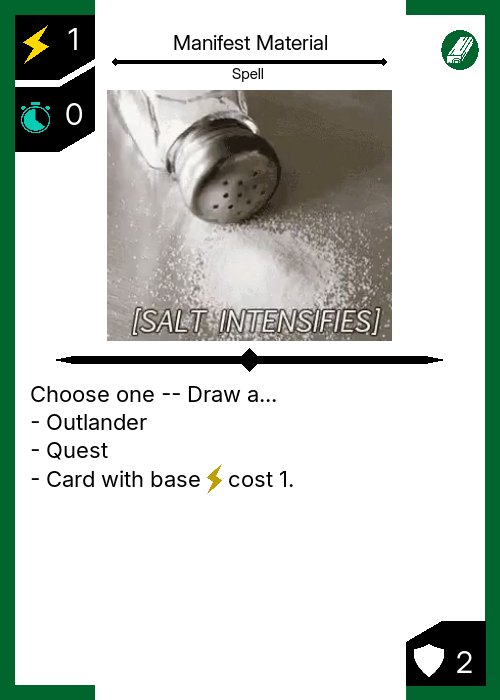 1
Manifest Material
Spell
0
[SALT INTENSIFIES]
Choose one -- Draw a...
- Outlander
- Quest
- Card with base cost 1.
2